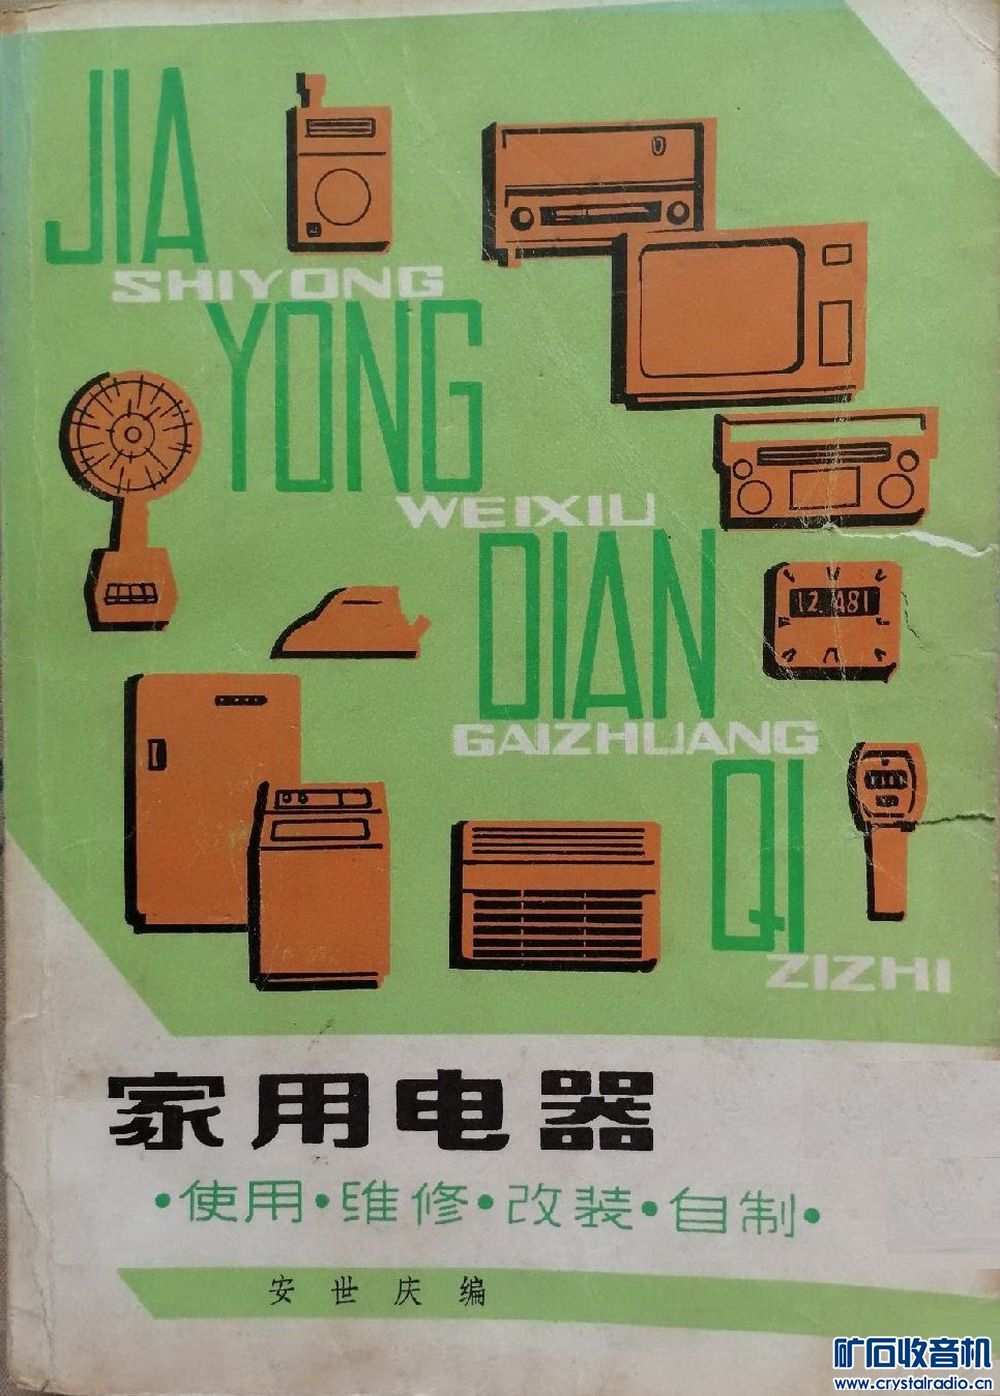 JIA
SHIYONG
YONG
WEIXIU
DIAN
12.481
GAIZHUANG
QI
ZIZHI
家用电器
·使用·维修·改装·自制·
安世庆编
矿石收音机
www.crystalradio.cn